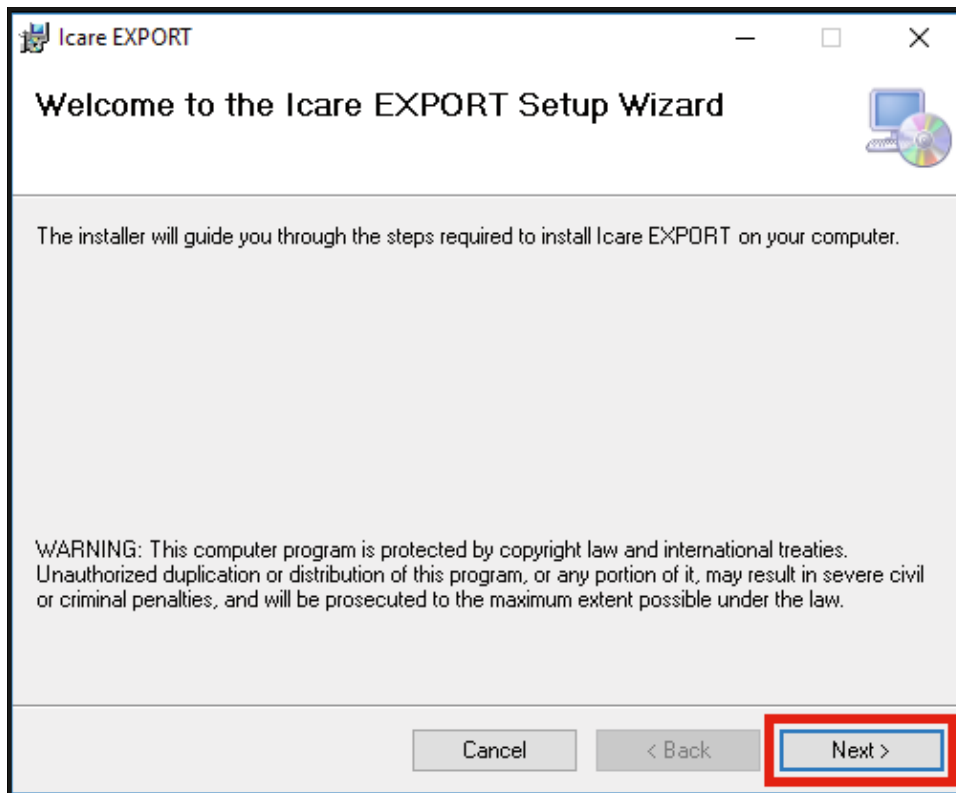 Icare EXPORT
Welcome to the Icare EXPORT Setup Wizard
The installer will guide you through the steps required to install Icare EXPORT on your computer.
WARNING: This computer program is protected by copyright law and international treaties.
Unauthorized duplication or distribution of this program, or any portion of it, may result in severe civil
or criminal penalties, and will be prosecuted to the maximum extent possible under the law.
Cancel
< Back
Next >